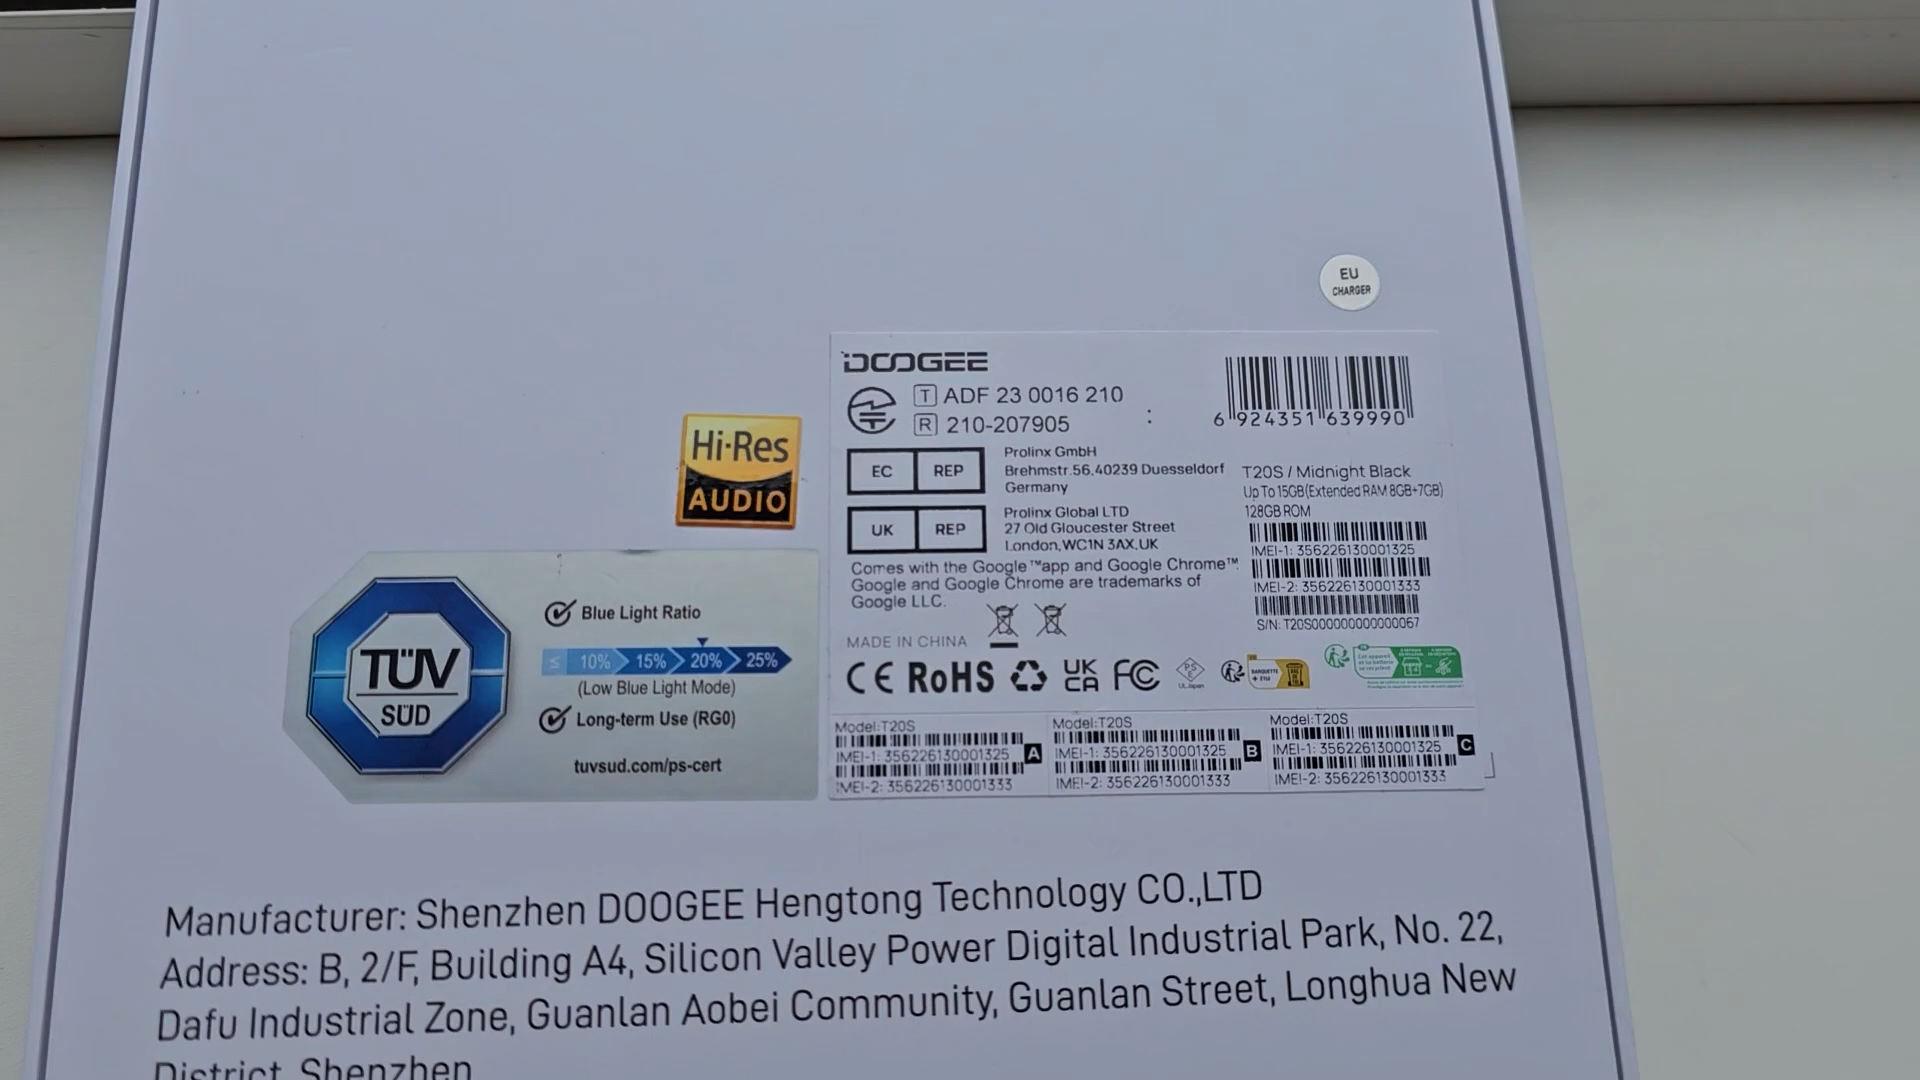 EU
CHARGER
DOOGEE
T ADF 23 0016 210
R 210-207905
:
6 924351 639990
Hi-Res
AUDIO
EC REP
Prolinx GmbH
Brehmstr.56,40239 Duesseldorf
Germany
UK REP
Prolinx Global LTD
27 Old Gloucester Street
London,WC1N 3AX,UK
Comes with the Google ™app and Google Chrome™
Google and Google Chrome are trademarks of
Google LLC.
MADE IN CHINA
CE RoHS UK CA FC
T20S / Midnight Black
Up To 15GB(Extended RAM 8GB+7GB)
128GB ROM
IMEI-1: 356226130001325
IMEI-2: 356226130001333
S/N: T20S000000000000067
TÜV
SÜD
Blue Light Ratio
≤ 10% 15% 20% 25%
(Low Blue Light Mode)
Long-term Use (RG0)
tuvsud.com/ps-cert
Model:T20S
IMEI-1: 356226130001325
A
IMEI-2: 356226130001333
Model:T20S
IMEI-1: 356226130001325
B
IMEI-2: 356226130001333
Model:T20S
IMEI-1: 356226130001325
C
IMEI-2: 356226130001333
Manufacturer: Shenzhen DOOGEE Hengtong Technology CO.,LTD
Address: B, 2/F, Building A4, Silicon Valley Power Digital Industrial Park, No. 22,
Dafu Industrial Zone, Guanlan Aobei Community, Guanlan Street, Longhua New
District, Shenzhen